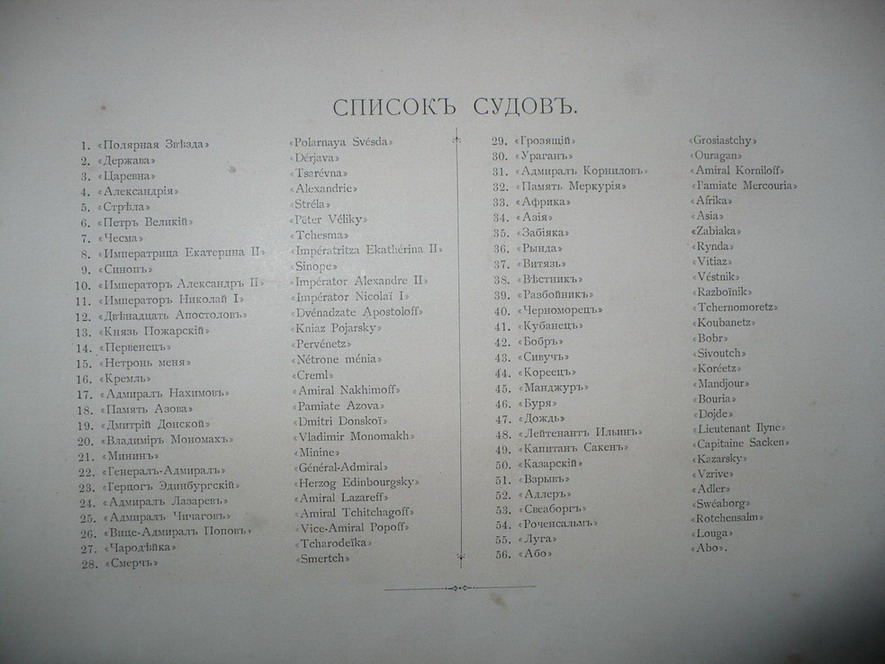 СПИСОКЪ СУДОВЪ.
1. «Полярная Звѣзда» «Polarnaya Svésda»
2. «Держава» «Dérjava»
3. «Царевна» «Tsarévna»
4. «Александрія» «Alexandrie»
5. «Стрѣла» «Stréla»
6. «Петръ Великій» «Päter Véliky»
7. «Чесма» «Tchesma»
8. «Императрица Екатерина II» «Impératritza Ekathérina II»
9. «Синопъ» «Sinope»
10. «Императоръ Александръ II» «Impérator Alexandre II»
11. «Императоръ Николай I» «Impérator Nicolaï I»
12. «Двѣнадцать Апостоловъ» «Dvénadzate Apostoloff»
13. «Князь Пожарскій» «Kniaz Pojarsky»
14. «Первенецъ» «Pervénetz»
15. «Нетронь меня» «Nétrone ménia»
16. «Кремль» «Creml»
17. «Адмиралъ Нахимовъ» «Amiral Nakhimoff»
18. «Память Азова» «Pamiate Azova»
19. «Дмитрій Донской» «Dmitri Donskoï»
20. «Владиміръ Мономахъ» «Vladimir Monomakh»
21. «Мининъ» «Minine»
22. «Генералъ-Адмиралъ» «Général-Admiral»
23. «Герцогъ Эдинбургскій» «Herzog Edinbourgsky»
24. «Адмиралъ Лазаревъ» «Amiral Lazareff»
25. «Адмиралъ Чичаговъ» «Amiral Tchitchagoff»
26. «Вице-Адмиралъ Поповъ» «Vice-Amiral Popoff»
27. «Чародѣйка» «Tcharodeïka»
28. «Смерчъ» «Smertch»
29. «Грозящій» «Grosiastchy»
30. «Ураганъ» «Ouragan»
31. «Адмиралъ Корниловъ» «Amiral Korniloff»
32. «Память Меркурія» «Pamiate Mercouria»
33. «Африка» «Afrika»
34. «Азія» «Asia»
35. «Забіяка» «Zabiaka»
36. «Рында» «Rynda»
37. «Витязь» «Vitiaz»
38. «Вѣстникъ» «Véstnik»
39. «Разбойникъ» «Razboïnik»
40. «Черноморецъ» «Tchernomoretz»
41. «Кубанецъ» «Koubanetz»
42. «Бобръ» «Bobr»
43. «Сивучъ» «Sivoutch»
44. «Кореецъ» «Koréetz»
45. «Манджуръ» «Mandjour»
46. «Буря» «Bouria»
47. «Дождь» «Dojde»
48. «Лейтенантъ Ильинъ» «Lieutenant Ilyne»
49. «Капитанъ Сакенъ» «Capitaine Sacken»
50. «Казарскій» «Kazarsky»
51. «Взрывъ» «Vzrive»
52. «Адлеръ» «Adler»
53. «Свеаборгъ» «Swéaborg»
54. «Роченсальмъ» «Rotchensalm»
55. «Луга» «Louga»
56. «Або» «Abo».